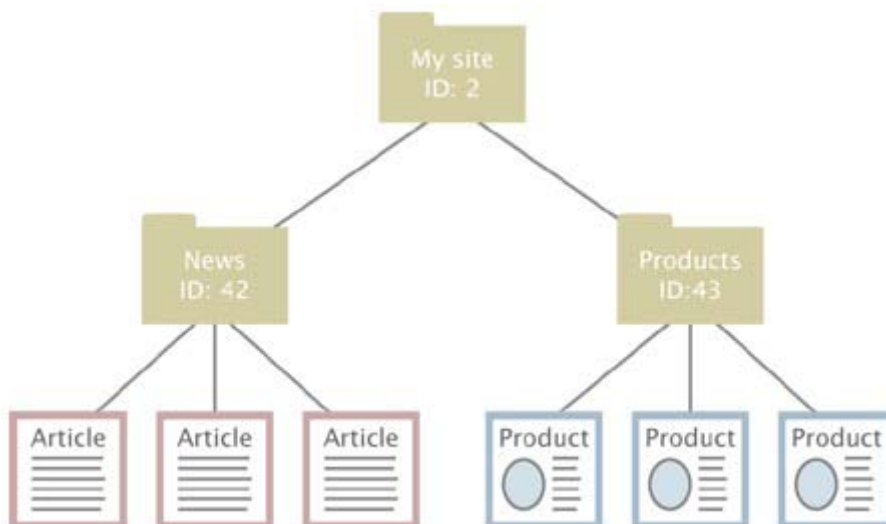 My site
ID: 2
News
ID: 42
Products
ID:43
Article
Article
Article
Product
Product
Product